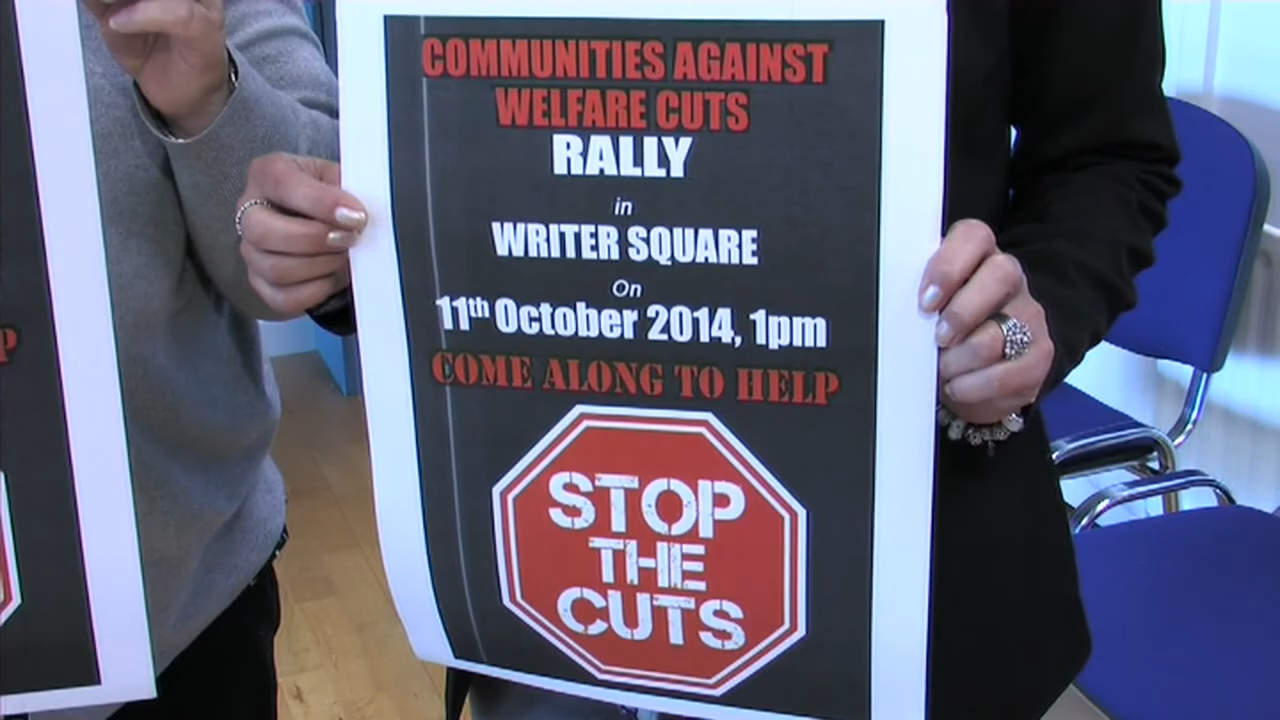 COMMUNITIES AGAINST
WELFARE CUTS
RALLY
in
WRITER SQUARE
On
11th October 2014, 1pm
COME ALONG TO HELP
STOP
THE
CUTS
P